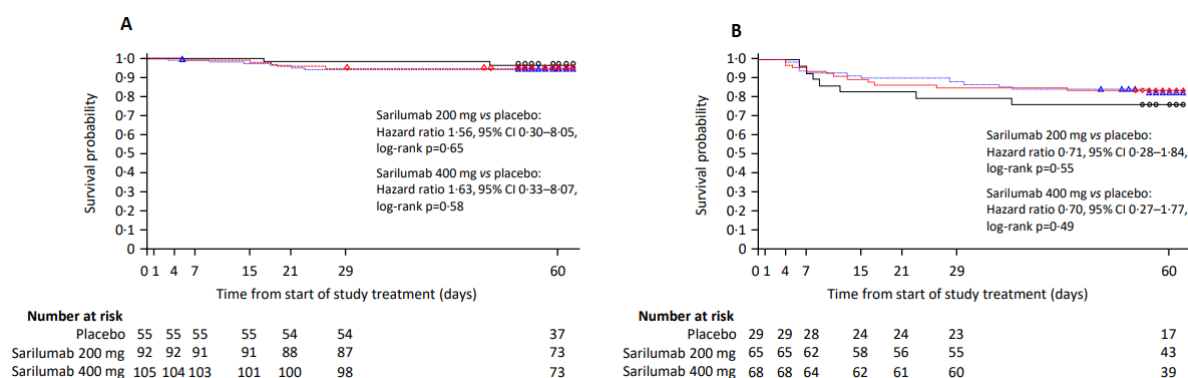 A
B
Survival probability
1·0
0·9
0·8
0·7
0·6
0·5
0·4
0·3
0·2
0·1
0
Sarilumab 200 mg vs placebo:
Hazard ratio 1·56, 95% CI 0·30–8·05,
log-rank p=0·65
Sarilumab 400 mg vs placebo:
Hazard ratio 1·63, 95% CI 0·33–8·07,
log-rank p=0·58
0 1 4 7 15 21 29 60
Time from start of study treatment (days)
Number at risk
Placebo 55 55 55 55 54 54 37
Sarilumab 200 mg 92 92 91 91 88 87 73
Sarilumab 400 mg 105 104 103 101 100 98 73
Survival probability
1·0
0·9
0·8
0·7
0·6
0·5
0·4
0·3
0·2
0·1
0
Sarilumab 200 mg vs placebo:
Hazard ratio 0·71, 95% CI 0·28–1·84,
log-rank p=0·55
Sarilumab 400 mg vs placebo:
Hazard ratio 0·70, 95% CI 0·27–1·77,
log-rank p=0·49
0 1 4 7 15 21 29 60
Time from start of study treatment (days)
Number at risk
Placebo 29 29 28 24 24 23 17
Sarilumab 200 mg 65 65 62 58 56 55 43
Sarilumab 400 mg 68 68 64 62 61 60 39